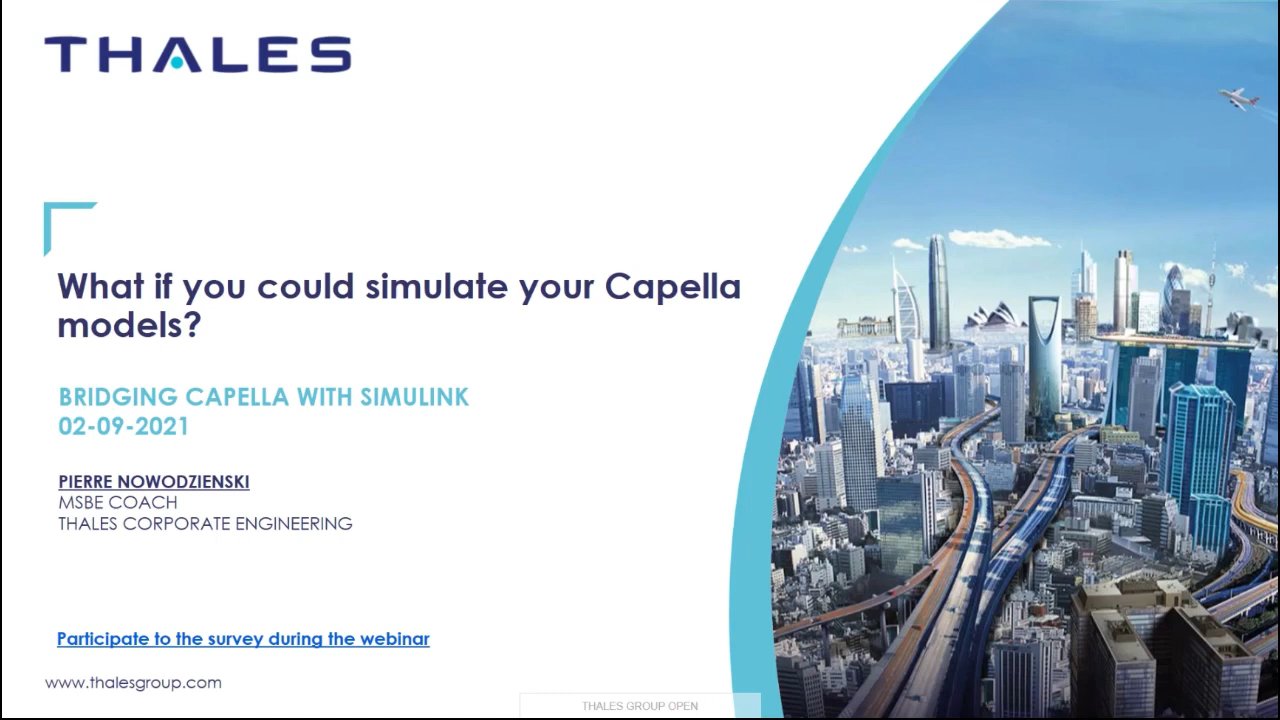 THALES
What if you could simulate your Capella
models?
BRIDGING CAPELLA WITH SIMULINK
02-09-2021
PIERRE NOWODZIENSKI
MSBE COACH
THALES CORPORATE ENGINEERING
Participate to the survey during the webinar
www.thalesgroup.com
THALES GROUP OPEN